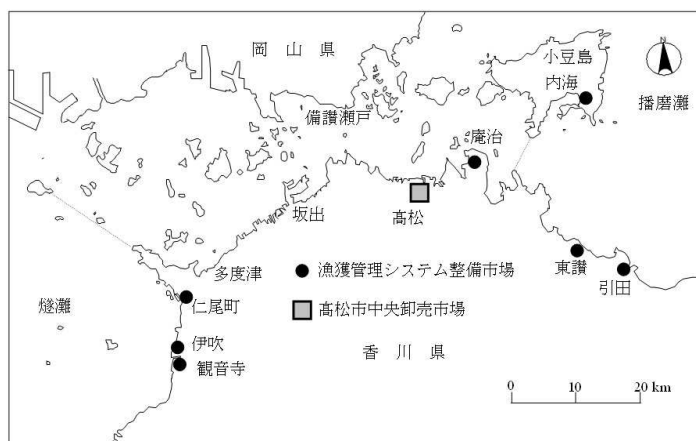 N
岡 山 県
小豆島
内海
播磨灘
備讃瀬戸
庵治
坂出
高松
東讃
引田
多度津
漁獲管理システム整備市場
燧灘
仁尾町
高松市中央卸売市場
伊吹
観音寺
香 川 県
0 10 20 km